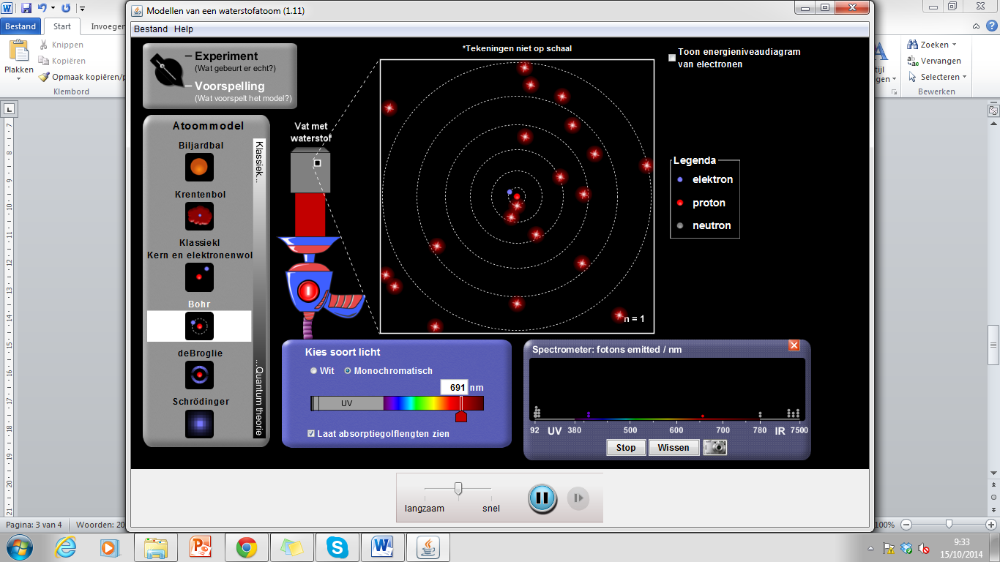 Modellen van een waterstofatoom (1.11)
Bestand Start Invoegen
Bestand Help
Plakken
Knippen
Kopiëren
Opmaak kopiëren/p
Klembord
Zoeken
Vervangen
Selecteren
Bewerken
Experiment
(Wat gebeurt er echt?)
Voorspelling
(Wat voorspelt het model?)
*Tekeningen niet op schaal
Toon energieniveaudiagram
van electronen
Atoommodel
Biljardbal
Krentenbol
Klassiekl
Kern en elektronenwol
Bohr
deBroglie
Schrödinger
Klassiek...
...Quantum theorie
Vat met
waterstof
n = 1
Legenda
elektron
proton
neutron
Kies soort licht
Wit Monochromatisch
691 nm
UV
Laat absorptiegolflengten zien
Spectrometer: fotons emitted / nm
92 UV 380 500 600 700 780 IR 7500
Stop Wissen
langzaam snel
Pagina: 3 van 4 Woorden: 20
100%
9:33
15/10/2014